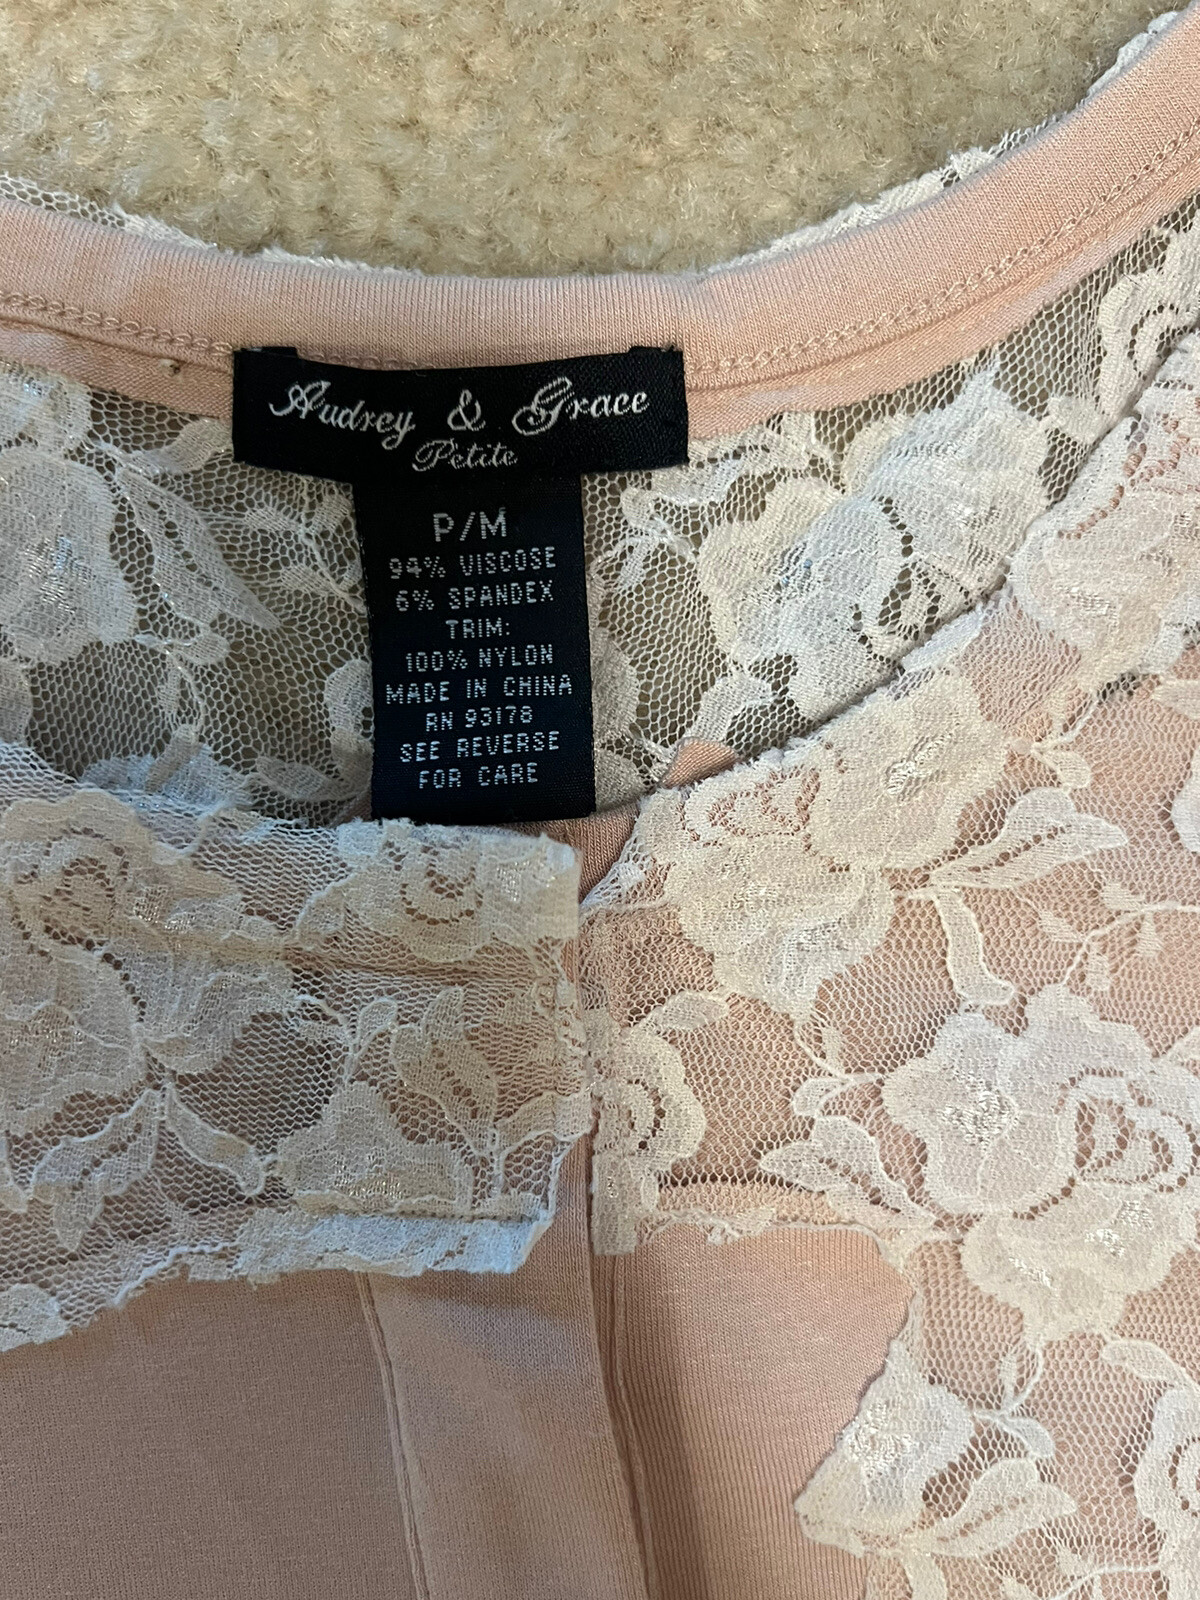 Audrey & Grace
Petite
P/M
94% VISCOSE
6% SPANDEX
TRIM:
100% NYLON
MADE IN CHINA
RN 93178
SEE REVERSE
FOR CARE